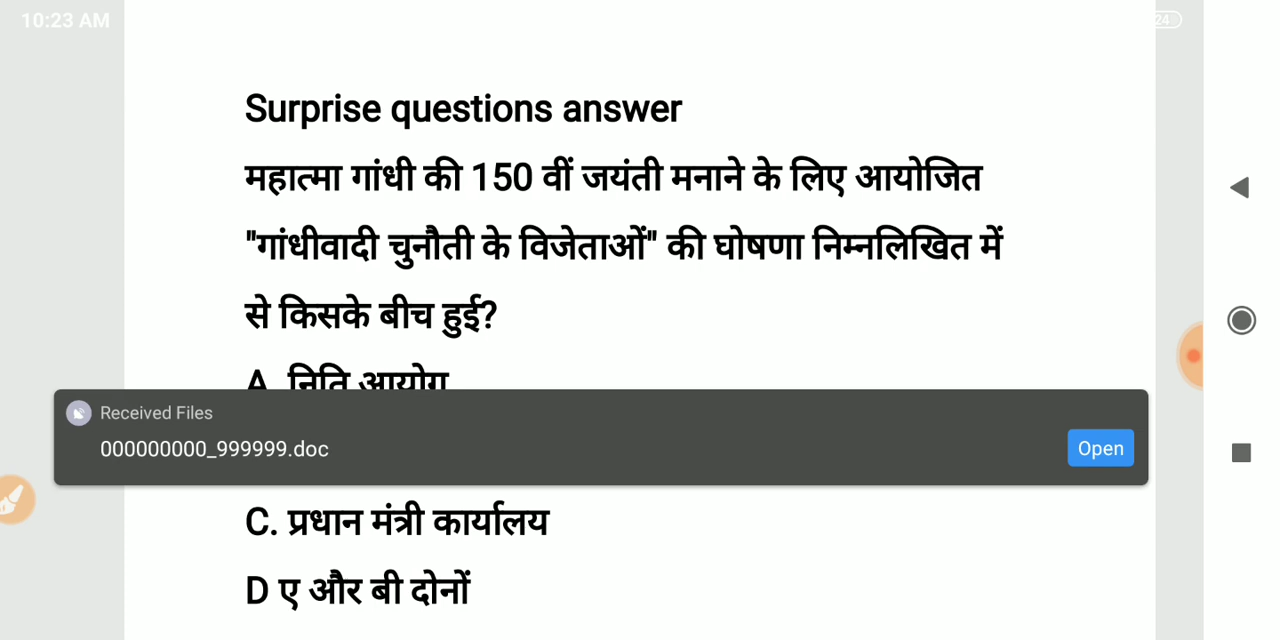 10:23 AM
24
Surprise questions answer
महात्मा गांधी की 150 वीं जयंती मनाने के लिए आयोजित
"गांधीवादी चुनौती के विजेताओं" की घोषणा निम्नलिखित में
से किसके बीच हुई?
A. निति आयोग
Received Files
000000000_999999.doc
Open
C. प्रधान मंत्री कार्यालय
D ए और बी दोनों